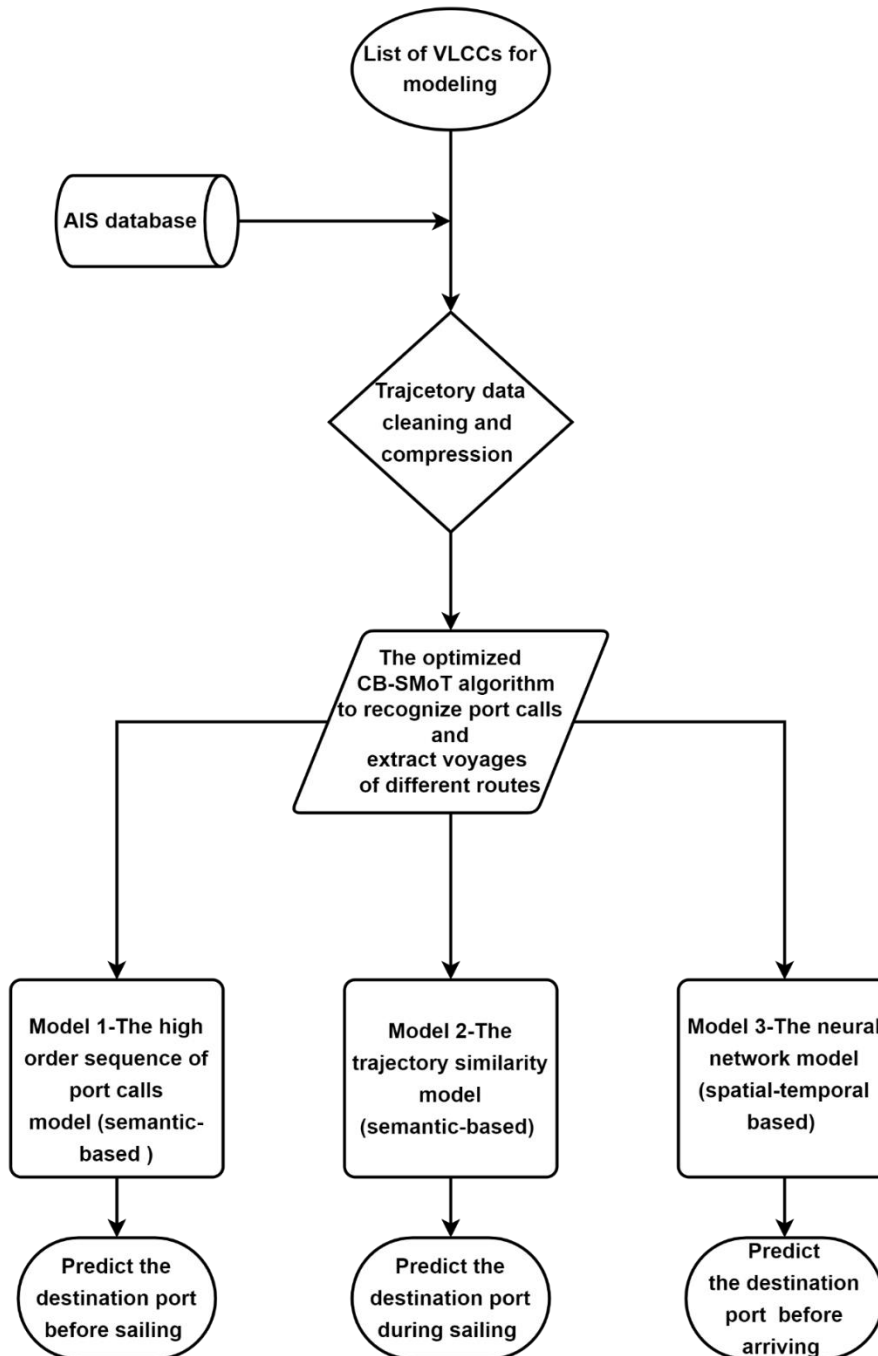 List of VLCCs for
modeling
AIS database
Trajcetory data
cleaning and
compression
The optimized
CB-SMoT algorithm
to recognize port calls
and
extract voyages
of different routes
Model 1-The high
order sequence of
port calls
model (semantic-
based )
Model 2-The
trajectory similarity
model
(semantic-based)
Model 3-The neural
network model
(spatial-temporal
based)
Predict the
destination port
before sailing
Predict the
destination port
during sailing
Predict
the destination
port before
arriving